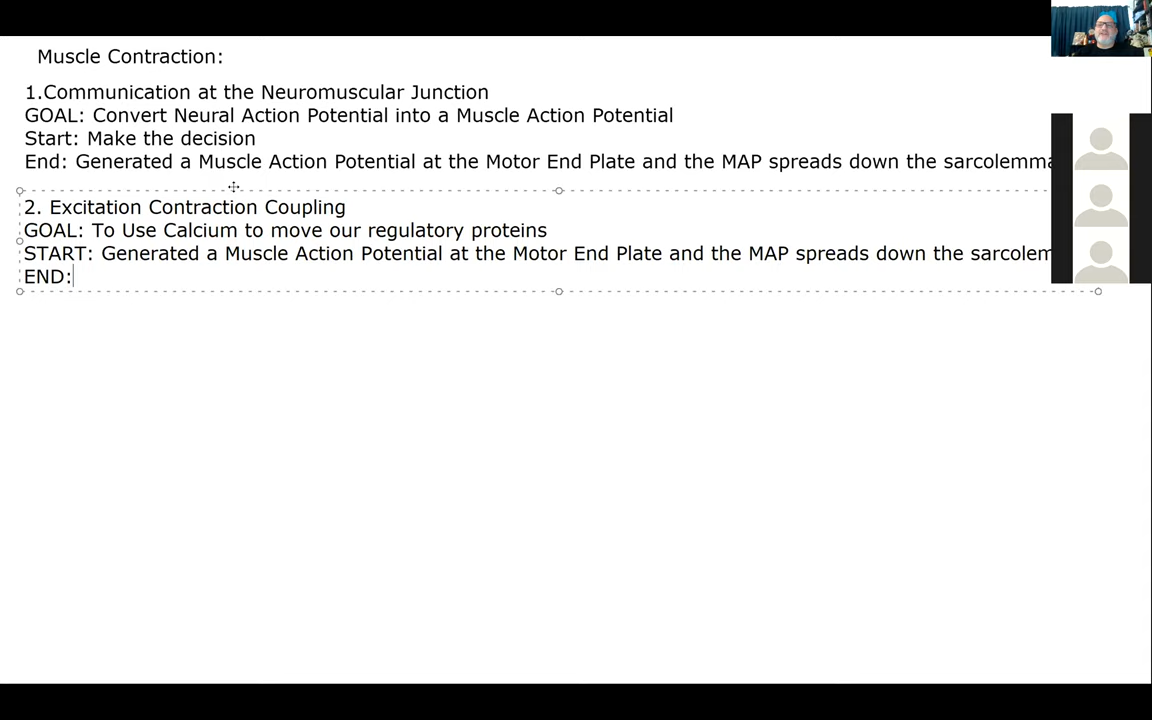 Muscle Contraction:
1.Communication at the Neuromuscular Junction
GOAL: Convert Neural Action Potential into a Muscle Action Potential
Start: Make the decision
End: Generated a Muscle Action Potential at the Motor End Plate and the MAP spreads down the sarcolemma
2. Excitation Contraction Coupling
GOAL: To Use Calcium to move our regulatory proteins
START: Generated a Muscle Action Potential at the Motor End Plate and the MAP spreads down the sarcolem
END: